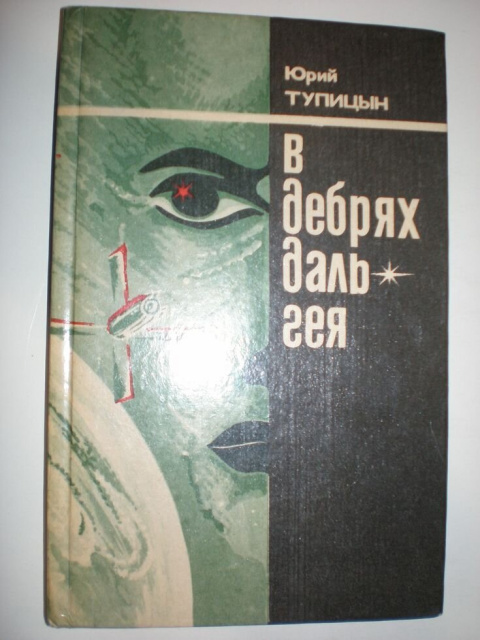 Юрий
ТУПИЦЫН
В
дебрях
даль
гея